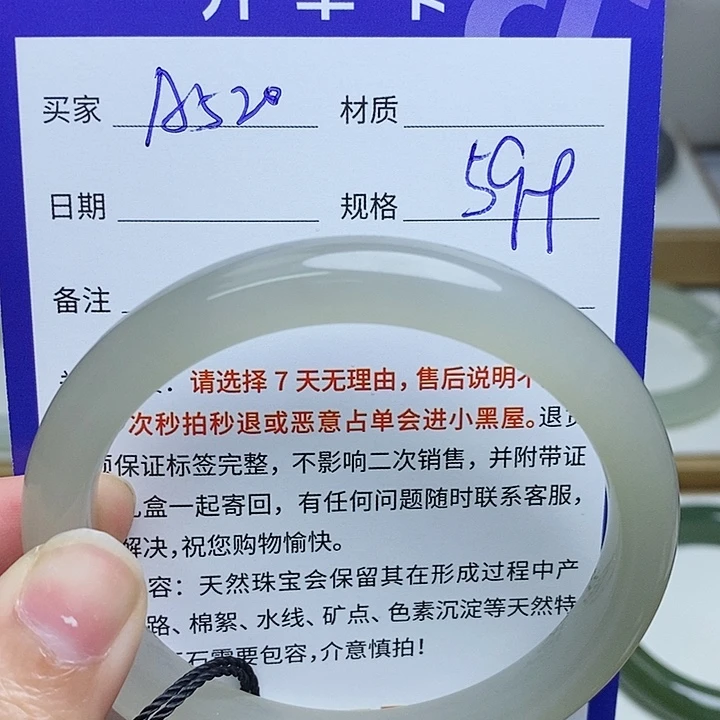 买家 A520 材质
日期 规格 59
备注
请选择 7 天无理由，售后说明不
次秒拍秒退或恶意占单会进小黑屋。退货
保证标签完整，不影响二次销售，并附带证
礼盒一起寄回，有任何问题随时联系客服，
解决，祝您购物愉快。
容：天然珠宝会保留其在形成过程中产
路、棉絮、水线、矿点、色素沉淀等天然特
石需要包容，介意慎拍！